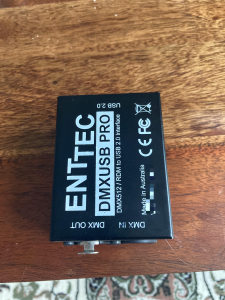 USB 2.0
ENTTEC
DMXUSB PRO
DMX512 / RDM to USB 2.0 Interface
CE FC
Made in Australia
DMX OUT
DMX IN